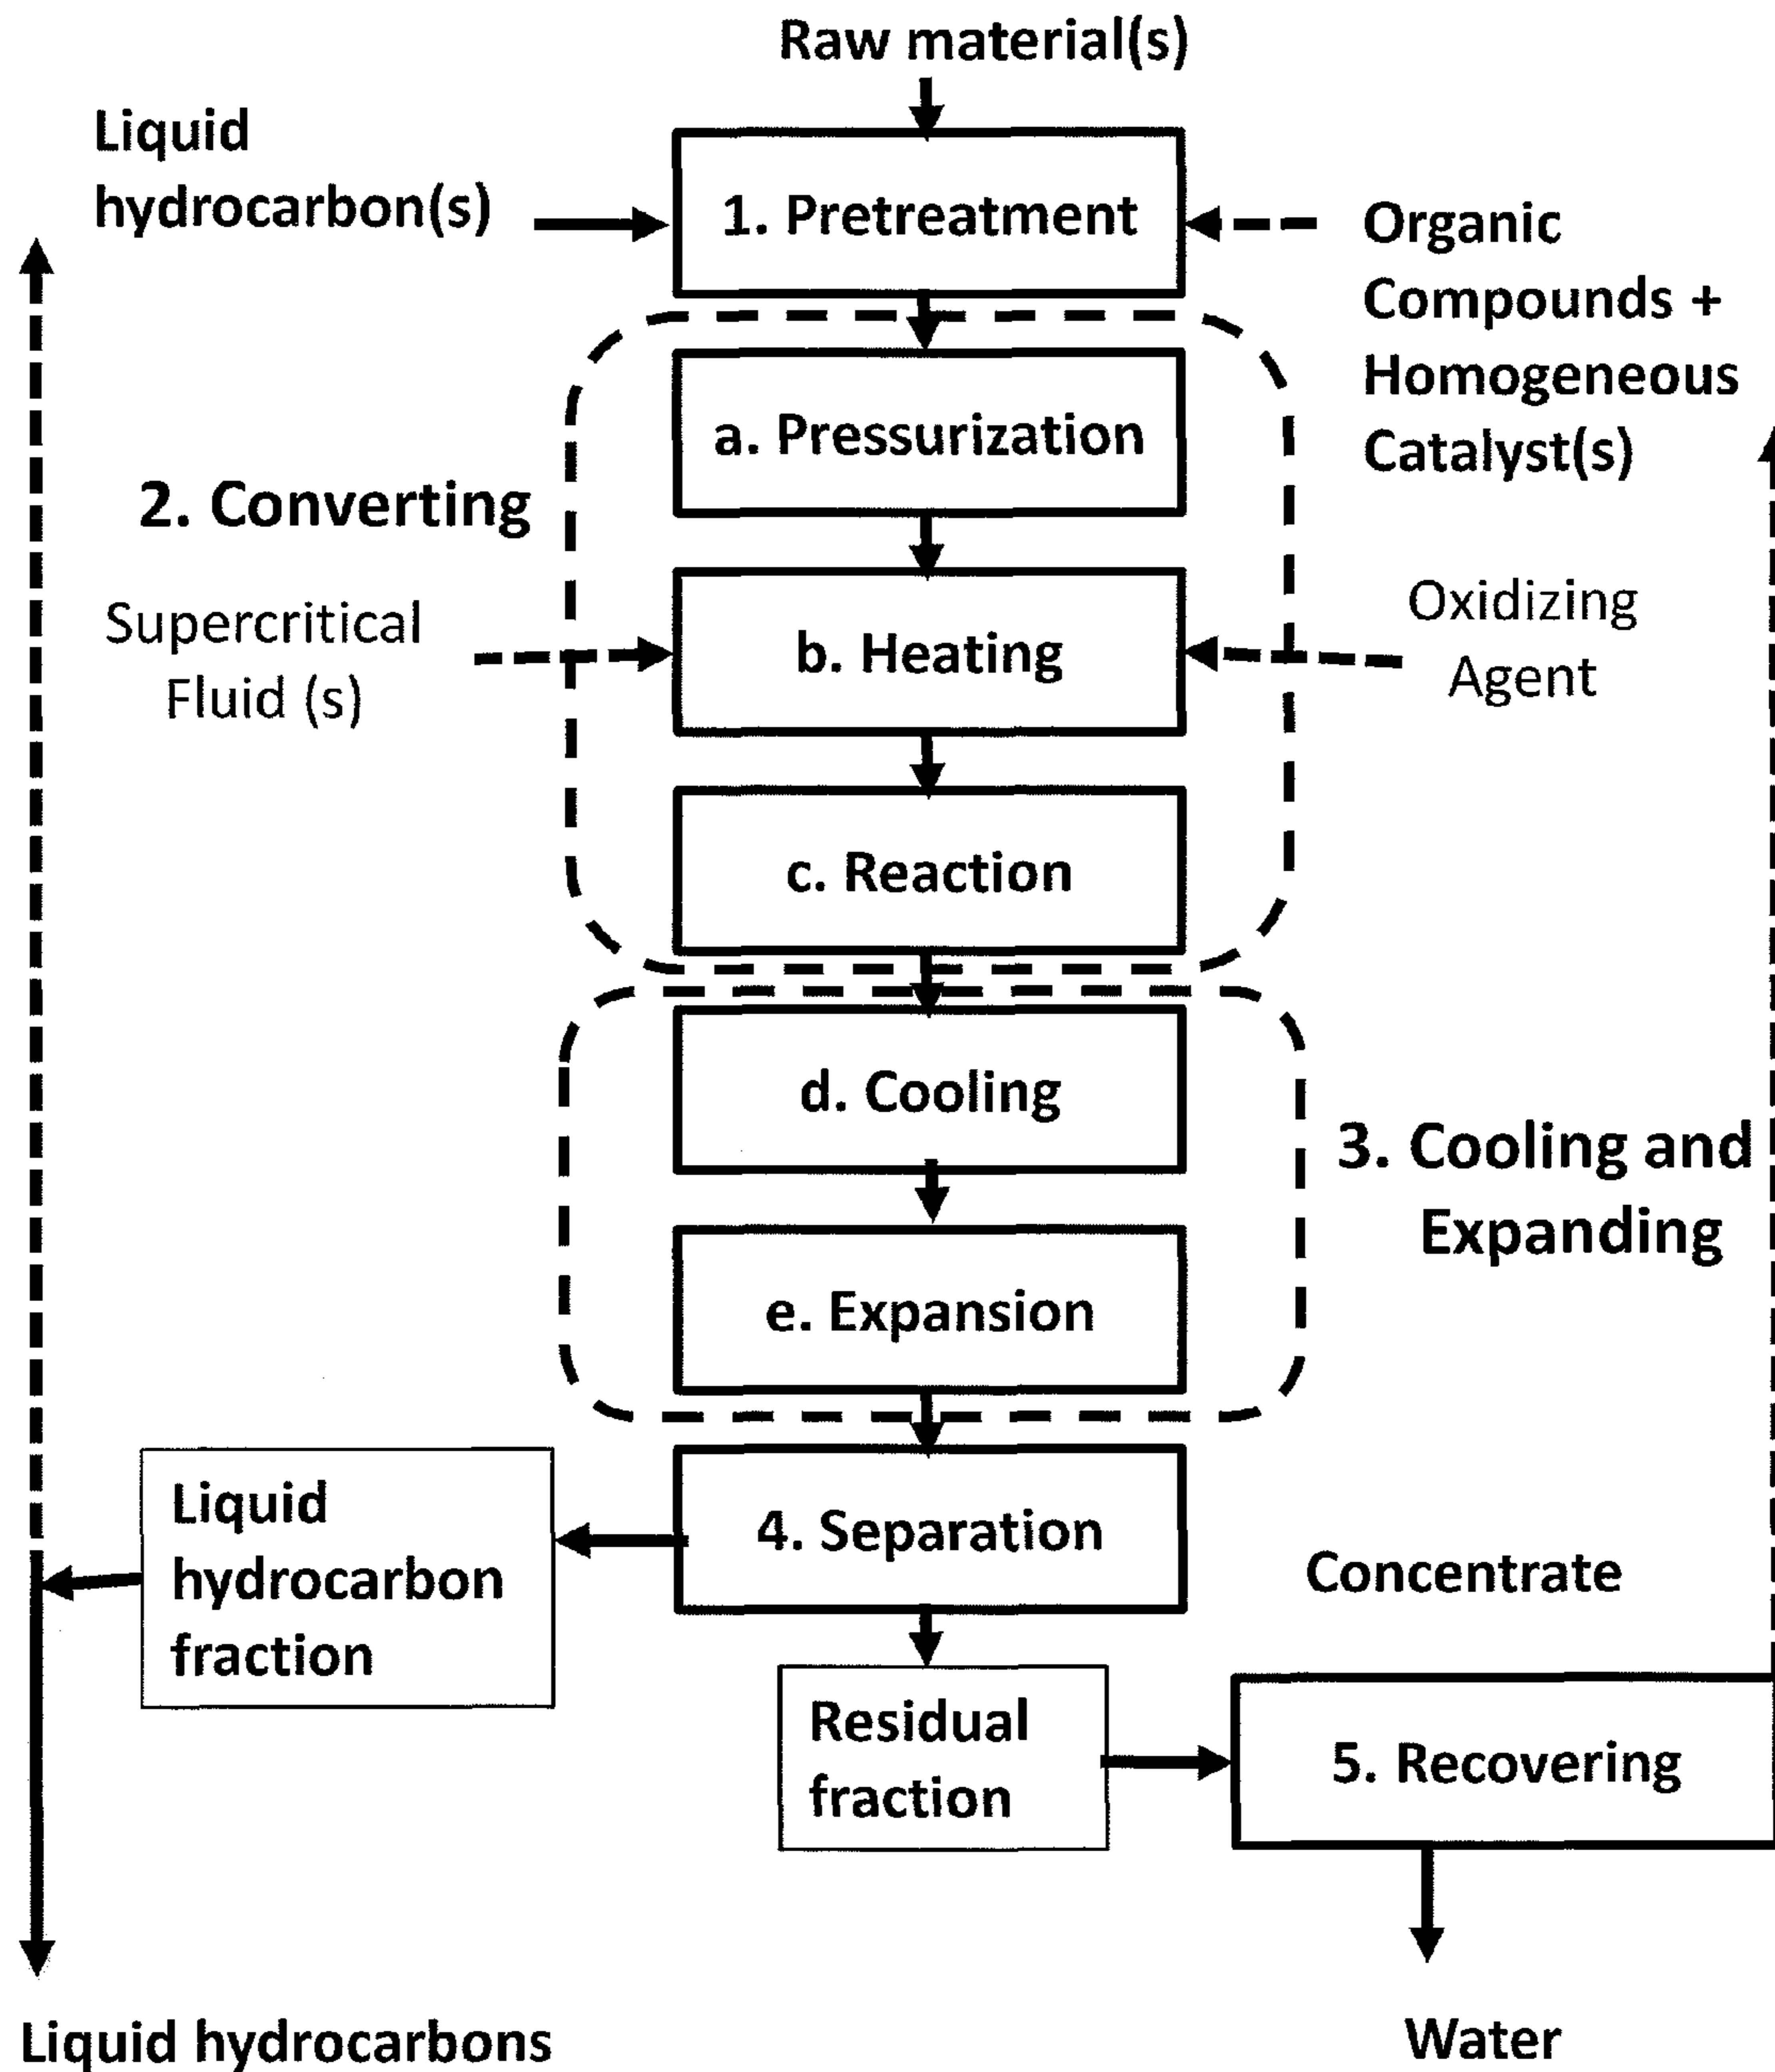 Raw material(s)
Liquid
hydrocarbon(s)
1. Pretreatment
Organic
Compounds +
Homogeneous
Catalyst(s)
a. Pressurization
2. Converting
Supercritical
Fluid (s)
b. Heating
Oxidizing
Agent
c. Reaction
d. Cooling
3. Cooling and
Expanding
e. Expansion
Liquid
hydrocarbon
fraction
4. Separation
Concentrate
Residual
fraction
5. Recovering
Liquid hydrocarbons
Water